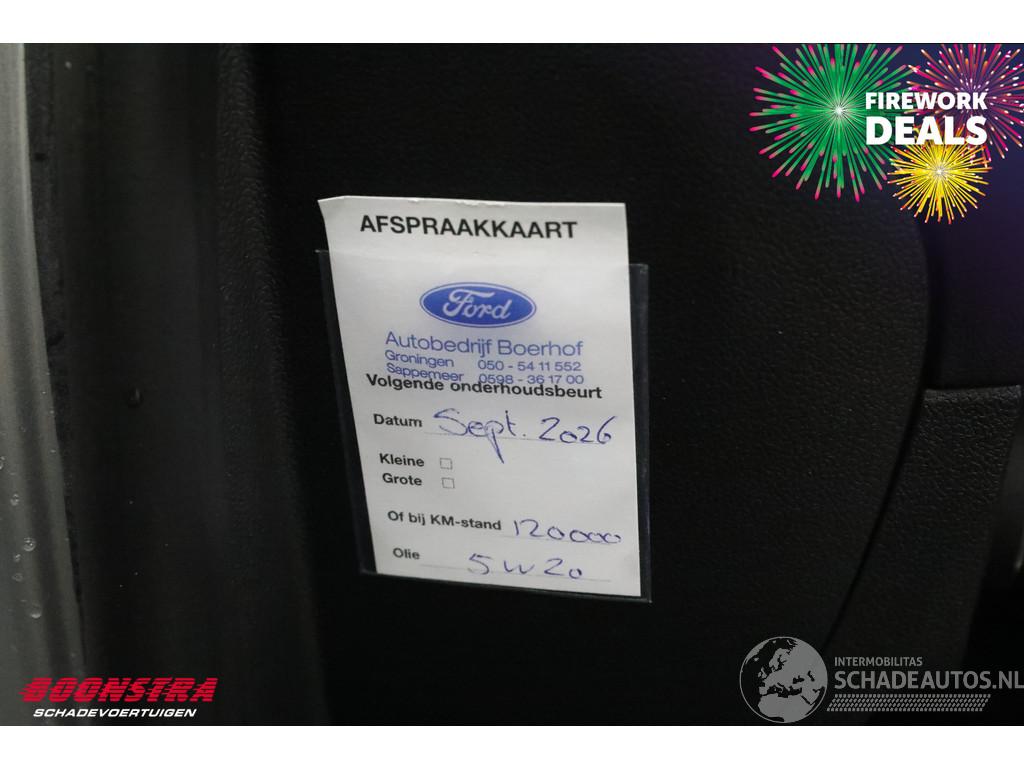 FIREWORK
DEALS
AFSPRAAKKAART
Ford
Autobedrijf Boerhof
Groningen 050 - 54 11 552
Sappemeer 0598 - 36 17 00
Volgende onderhoudsbeurt
Datum Sept. 2026
Kleine
Grote
Of bij KM-stand 120000
Olie 5w20
BOONSTRA
SCHADEVOERTUIGEN
INTERMOBILITAS
SCHADEAUTOS.NL